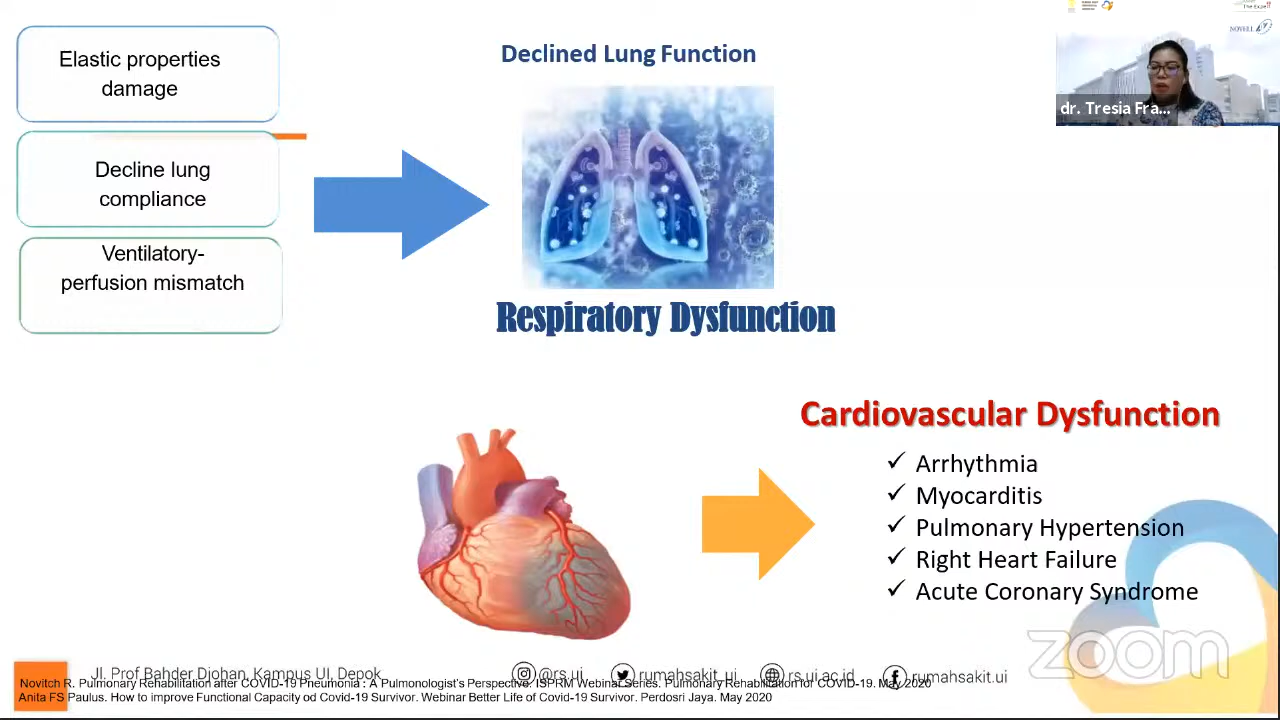 Elastic properties
damage
Decline lung
compliance
Ventilatory-
perfusion mismatch
Declined Lung Function
Respiratory Dysfunction
NOVELL
dr. Tresia Fra...
Cardiovascular Dysfunction
✓ Arrhythmia
✓ Myocarditis
✓ Pulmonary Hypertension
✓ Right Heart Failure
✓ Acute Coronary Syndrome
zoom
Jl. Prof Bahder Djohan, Kampus UI, Depok @rs.ui rumahsakit_ui rs.ui.ac.id rumahsakit.ui
Novitch R. Pulmonary Rehabilitation after COVID-19 Pneumonia : A Pulmonologist's Perspective. ISPRM Webinar Series. Pulmonary Rehabilitation for COVID-19. May 2020
Anita FS Paulus. How to improve Functional Capacity od Covid-19 Survivor. Webinar Better Life of Covid-19 Survivor. Perdosri Jaya. May 2020